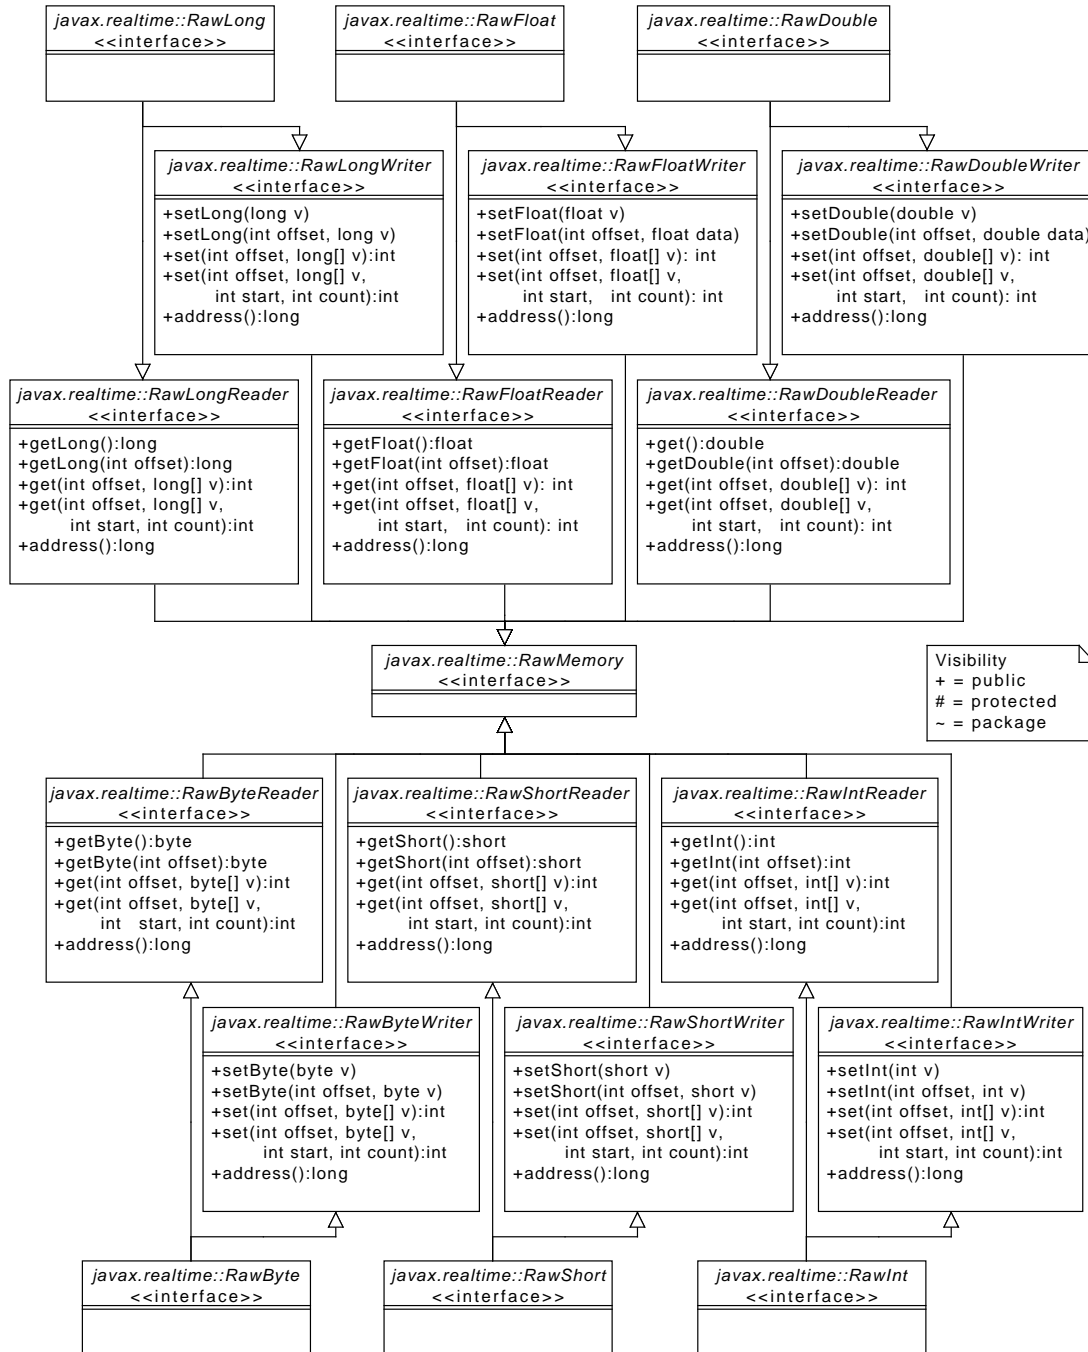 javax.realtime::RawLong
<<interface>>
javax.realtime::RawFloat
<<interface>>
javax.realtime::RawDouble
<<interface>>
javax.realtime::RawLongWriter
<<interface>>
+setLong(long v)
+setLong(int offset, long v)
+set(int offset, long[] v):int
+set(int offset, long[] v,
int start, int count):int
+address():long
javax.realtime::RawFloatWriter
<<interface>>
+setFloat(float v)
+setFloat(int offset, float data)
+set(int offset, float[] v): int
+set(int offset, float[] v,
int start, int count): int
+address():long
javax.realtime::RawDoubleWriter
<<interface>>
+setDouble(double v)
+setDouble(int offset, double data)
+set(int offset, double[] v): int
+set(int offset, double[] v,
int start, int count): int
+address():long
javax.realtime::RawLongReader
<<interface>>
+getLong():long
+getLong(int offset):long
+get(int offset, long[] v):int
+get(int offset, long[] v,
int start, int count):int
+address():long
javax.realtime::RawFloatReader
<<interface>>
+getFloat():float
+getFloat(int offset):float
+get(int offset, float[] v): int
+get(int offset, float[] v,
int start, int count): int
+address():long
javax.realtime::RawDoubleReader
<<interface>>
+get():double
+getDouble(int offset):double
+get(int offset, double[] v): int
+get(int offset, double[] v,
int start, int count): int
+address():long
javax.realtime::RawMemory
<<interface>>
Visibility
+ = public
# = protected
~ = package
javax.realtime::RawByteReader
<<interface>>
+getByte():byte
+getByte(int offset):byte
+get(int offset, byte[] v):int
+get(int offset, byte[] v,
int start, int count):int
+address():long
javax.realtime::RawShortReader
<<interface>>
+getShort():short
+getShort(int offset):short
+get(int offset, short[] v):int
+get(int offset, short[] v,
int start, int count):int
+address():long
javax.realtime::RawIntReader
<<interface>>
+getInt():int
+getInt(int offset):int
+get(int offset, int[] v):int
+get(int offset, int[] v,
int start, int count):int
+address():long
javax.realtime::RawByteWriter
<<interface>>
+setByte(byte v)
+setByte(int offset, byte v)
+set(int offset, byte[] v):int
+set(int offset, byte[] v,
int start, int count):int
+address():long
javax.realtime::RawShortWriter
<<interface>>
+setShort(short v)
+setShort(int offset, short v)
+set(int offset, short[] v):int
+set(int offset, short[] v,
int start, int count):int
+address():long
javax.realtime::RawIntWriter
<<interface>>
+setInt(int v)
+setInt(int offset, int v)
+set(int offset, int[] v):int
+set(int offset, int[] v,
int start, int count):int
+address():long
javax.realtime::RawByte
<<interface>>
javax.realtime::RawShort
<<interface>>
javax.realtime::RawInt
<<interface>>